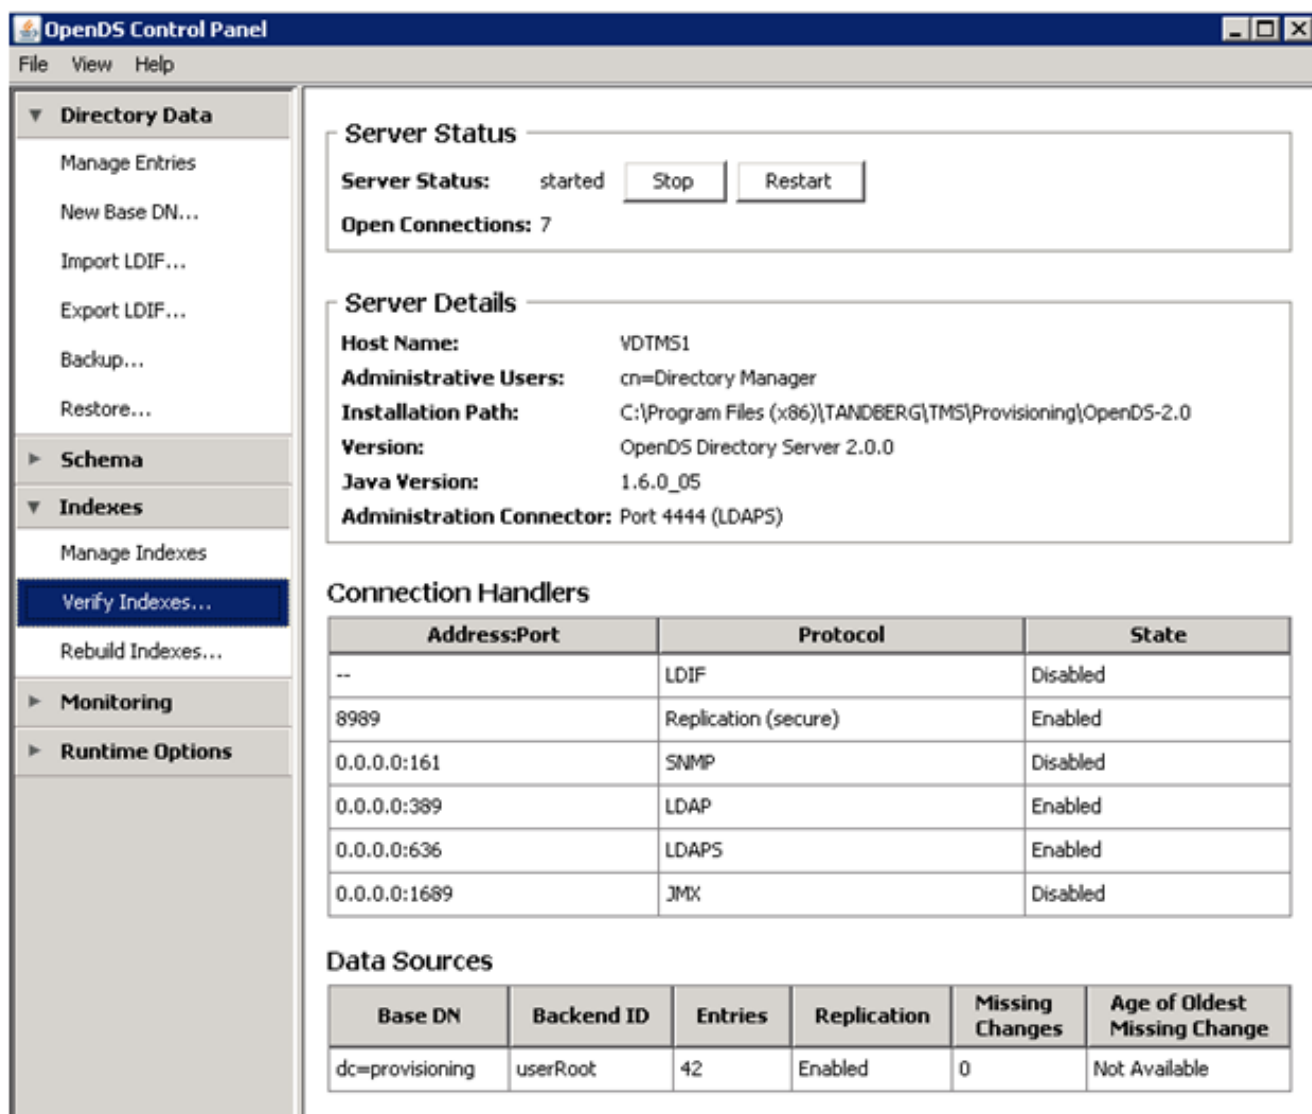 OpenDS Control Panel
File View Help
Directory Data
Manage Entries
New Base DN...
Import LDIF...
Export LDIF...
Backup...
Restore...
Schema
Indexes
Manage Indexes
Verify Indexes...
Rebuild Indexes...
Monitoring
Runtime Options
Server Status
Server Status: started Stop Restart
Open Connections: 7
Server Details
Host Name: VDTMS1
Administrative Users: cn=Directory Manager
Installation Path: C:\Program Files (x86)\TANDBERG\TMS\Provisioning\OpenDS-2.0
Version: OpenDS Directory Server 2.0.0
Java Version: 1.6.0_05
Administration Connector: Port 4444 (LDAPS)
Connection Handlers
Address:Port Protocol State
-- LDIF Disabled
8989 Replication (secure) Enabled
0.0.0.0:161 SNMP Disabled
0.0.0.0:389 LDAP Enabled
0.0.0.0:636 LDAPS Enabled
0.0.0.0:1689 JMX Disabled
Data Sources
Base DN Backend ID Entries Replication Missing Changes Age of Oldest Missing Change
dc=provisioning userRoot 42 Enabled 0 Not Available